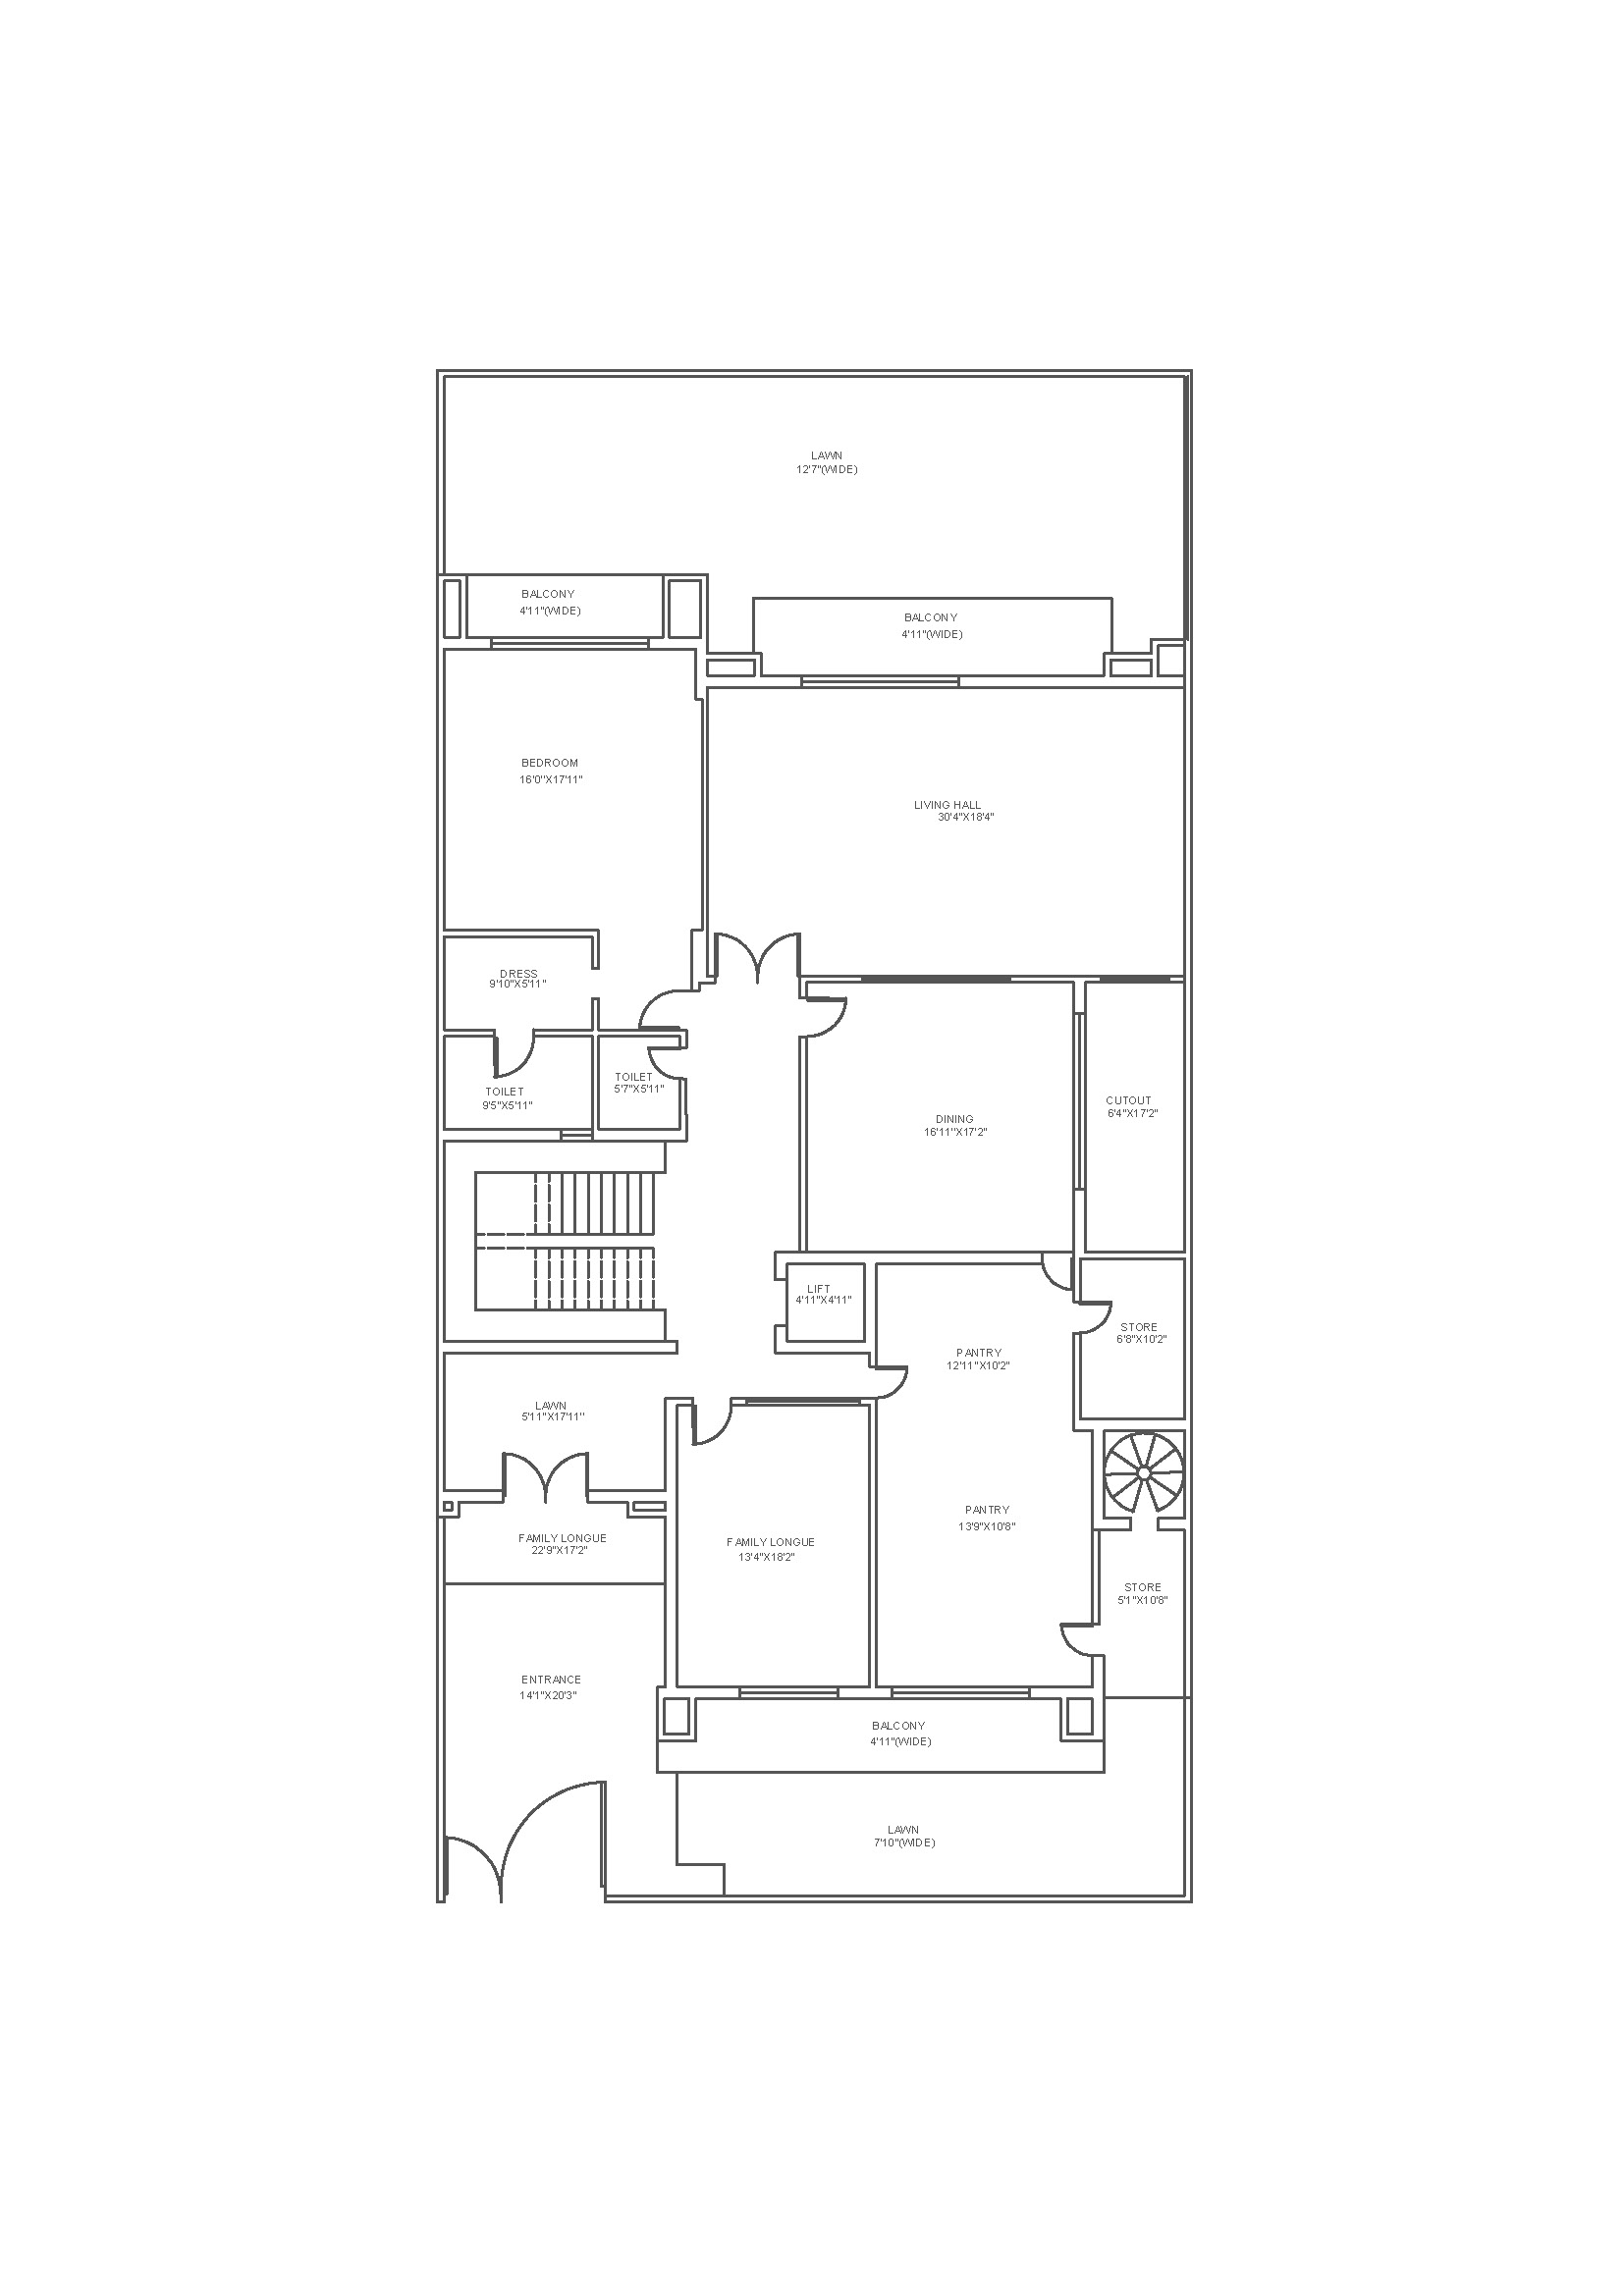 LAWN
12'7"(WIDE)
BALCONY
4'11"(WIDE)
BALCONY
4'11"(WIDE)
BEDROOM
16'0"X17'11"
LIVING HALL
30'4"X18'4"
DRESS
9'10"X5'11"
TOILET
9'5"X5'11"
TOILET
5'7"X5'11"
DINING
16'11"X17'2"
CUTOUT
6'4"X17'2"
LIFT
4'11"X4'11"
STORE
6'8"X10'2"
PANTRY
12'11"X10'2"
LAWN
5'11"X17'11"
PANTRY
13'9"X10'8"
FAMILY LONGUE
22'9"X17'2"
FAMILY LONGUE
13'4"X18'2"
STORE
5'1"X10'8"
ENTRANCE
14'1"X20'3"
BALCONY
4'11"(WIDE)
LAWN
7'10"(WIDE)